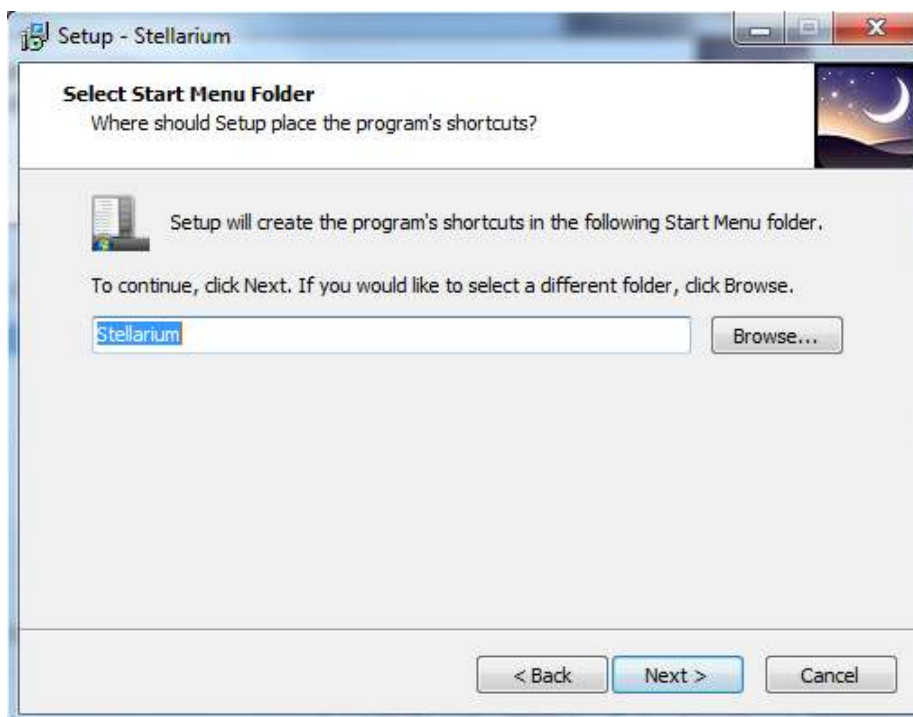 Setup - Stellarium
Select Start Menu Folder
Where should Setup place the program's shortcuts?
Setup will create the program's shortcuts in the following Start Menu folder.
To continue, click Next. If you would like to select a different folder, click Browse.
Stellarium
Browse...
< Back
Next >
Cancel